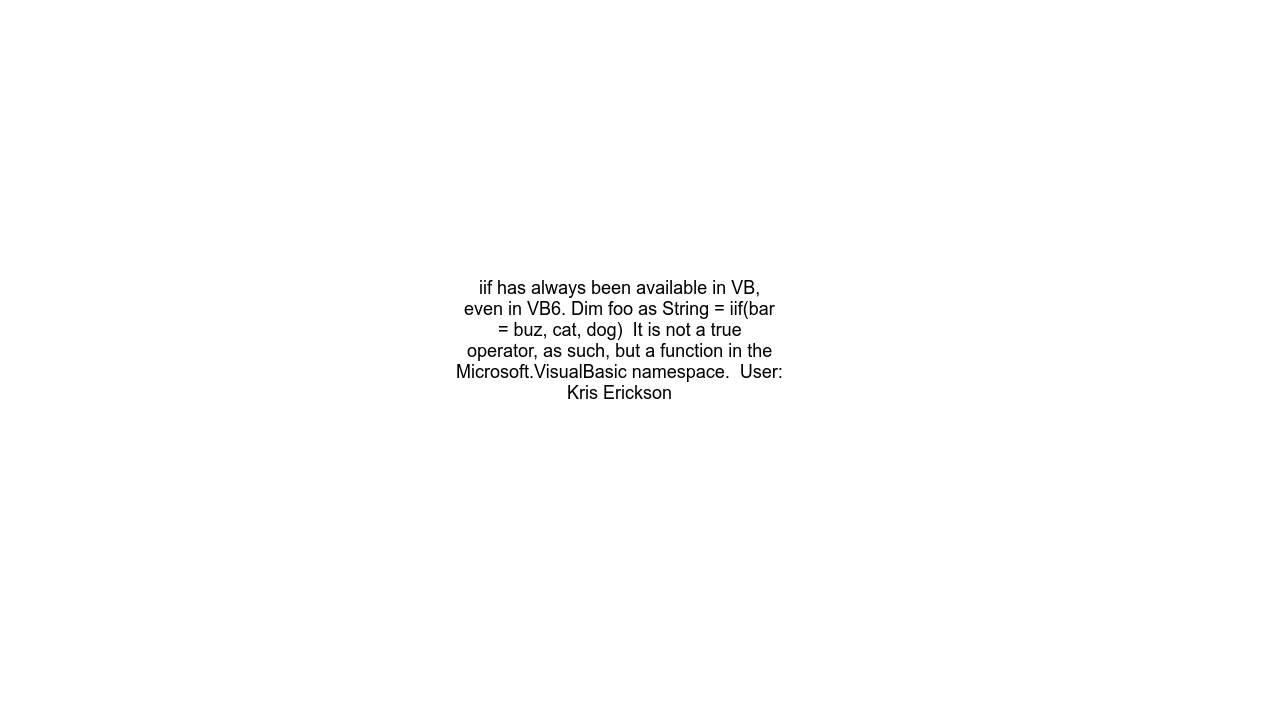 iif has always been available in VB,
even in VB6. Dim foo as String = iif(bar
= buz, cat, dog)  It is not a true
operator, as such, but a function in the
Microsoft.VisualBasic namespace.  User:
Kris Erickson